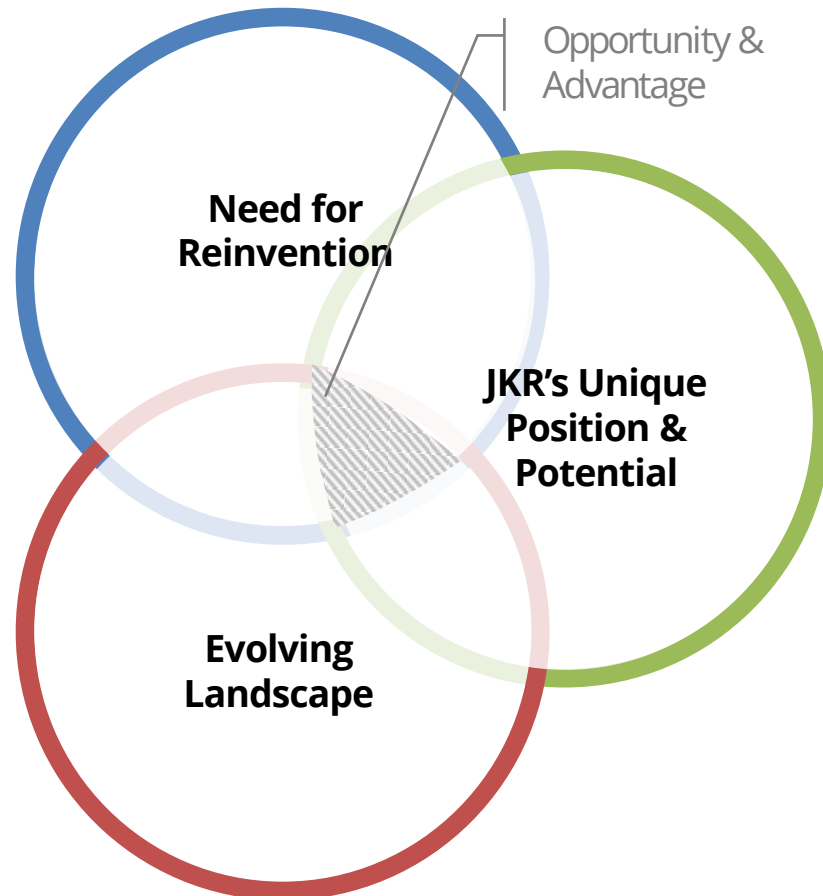 Opportunity &
Advantage
Need for
Reinvention
JKR’s Unique
Position &
Potential
Evolving
Landscape